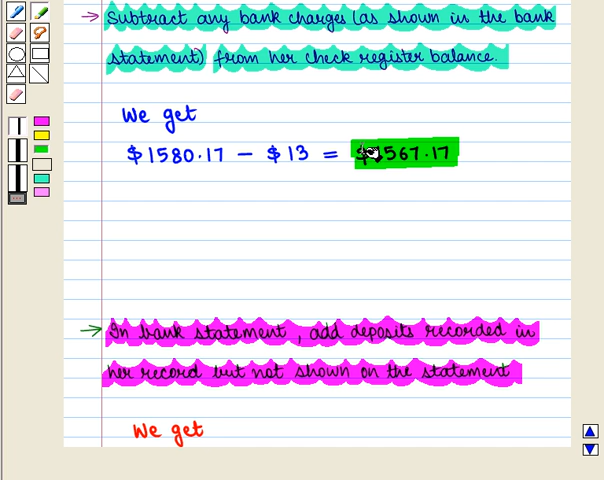 → Subtract any bank charges (as shown in the bank
statement) from her check register balance.
We get
$1580.17 - $13 = $1567.17
→ In bank statement, add deposits recorded in
her record but not shown on the statement
We get